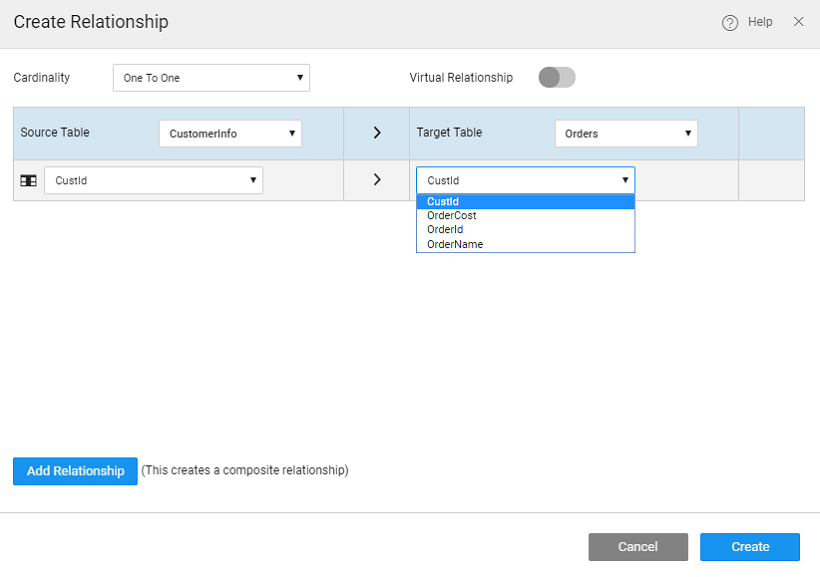 Create Relationship
Help
Cardinality
One To One
Virtual Relationship
Source Table
CustomerInfo
Target Table
Orders
CustId
CustId
CustId
OrderCost
OrderId
OrderName
Add Relationship (This creates a composite relationship)
Cancel
Create